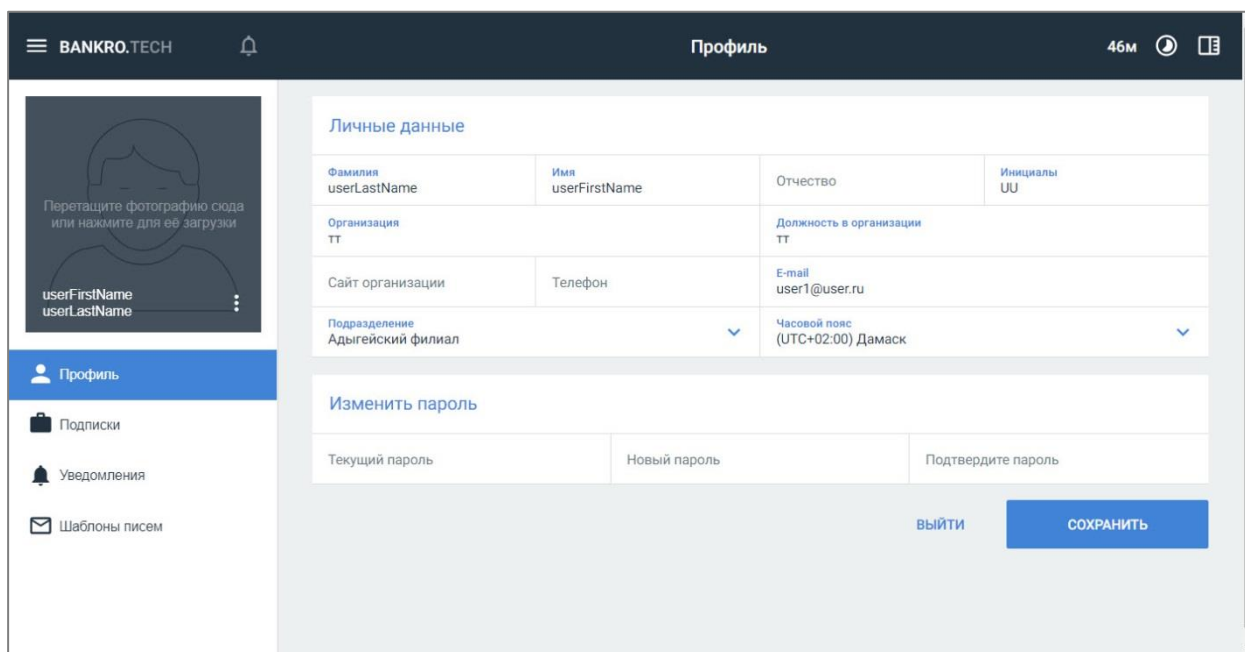 BANKRO.TECH
Профиль
46м
Перетащите фотографию сюда
или нажмите для её загрузки
userFirstName
userLastName
Профиль
Подписки
Уведомления
Шаблоны писем
Личные данные
Фамилия
userLastName
Имя
userFirstName
Отчество
Инициалы
UU
Организация
тт
Должность в организации
тт
Сайт организации
Телефон
E-mail
user1@user.ru
Подразделение
Адыгейский филиал
Часовой пояс
(UTC+02:00) Дамаск
Изменить пароль
Текущий пароль
Новый пароль
Подтвердите пароль
ВЫЙТИ
СОХРАНИТЬ